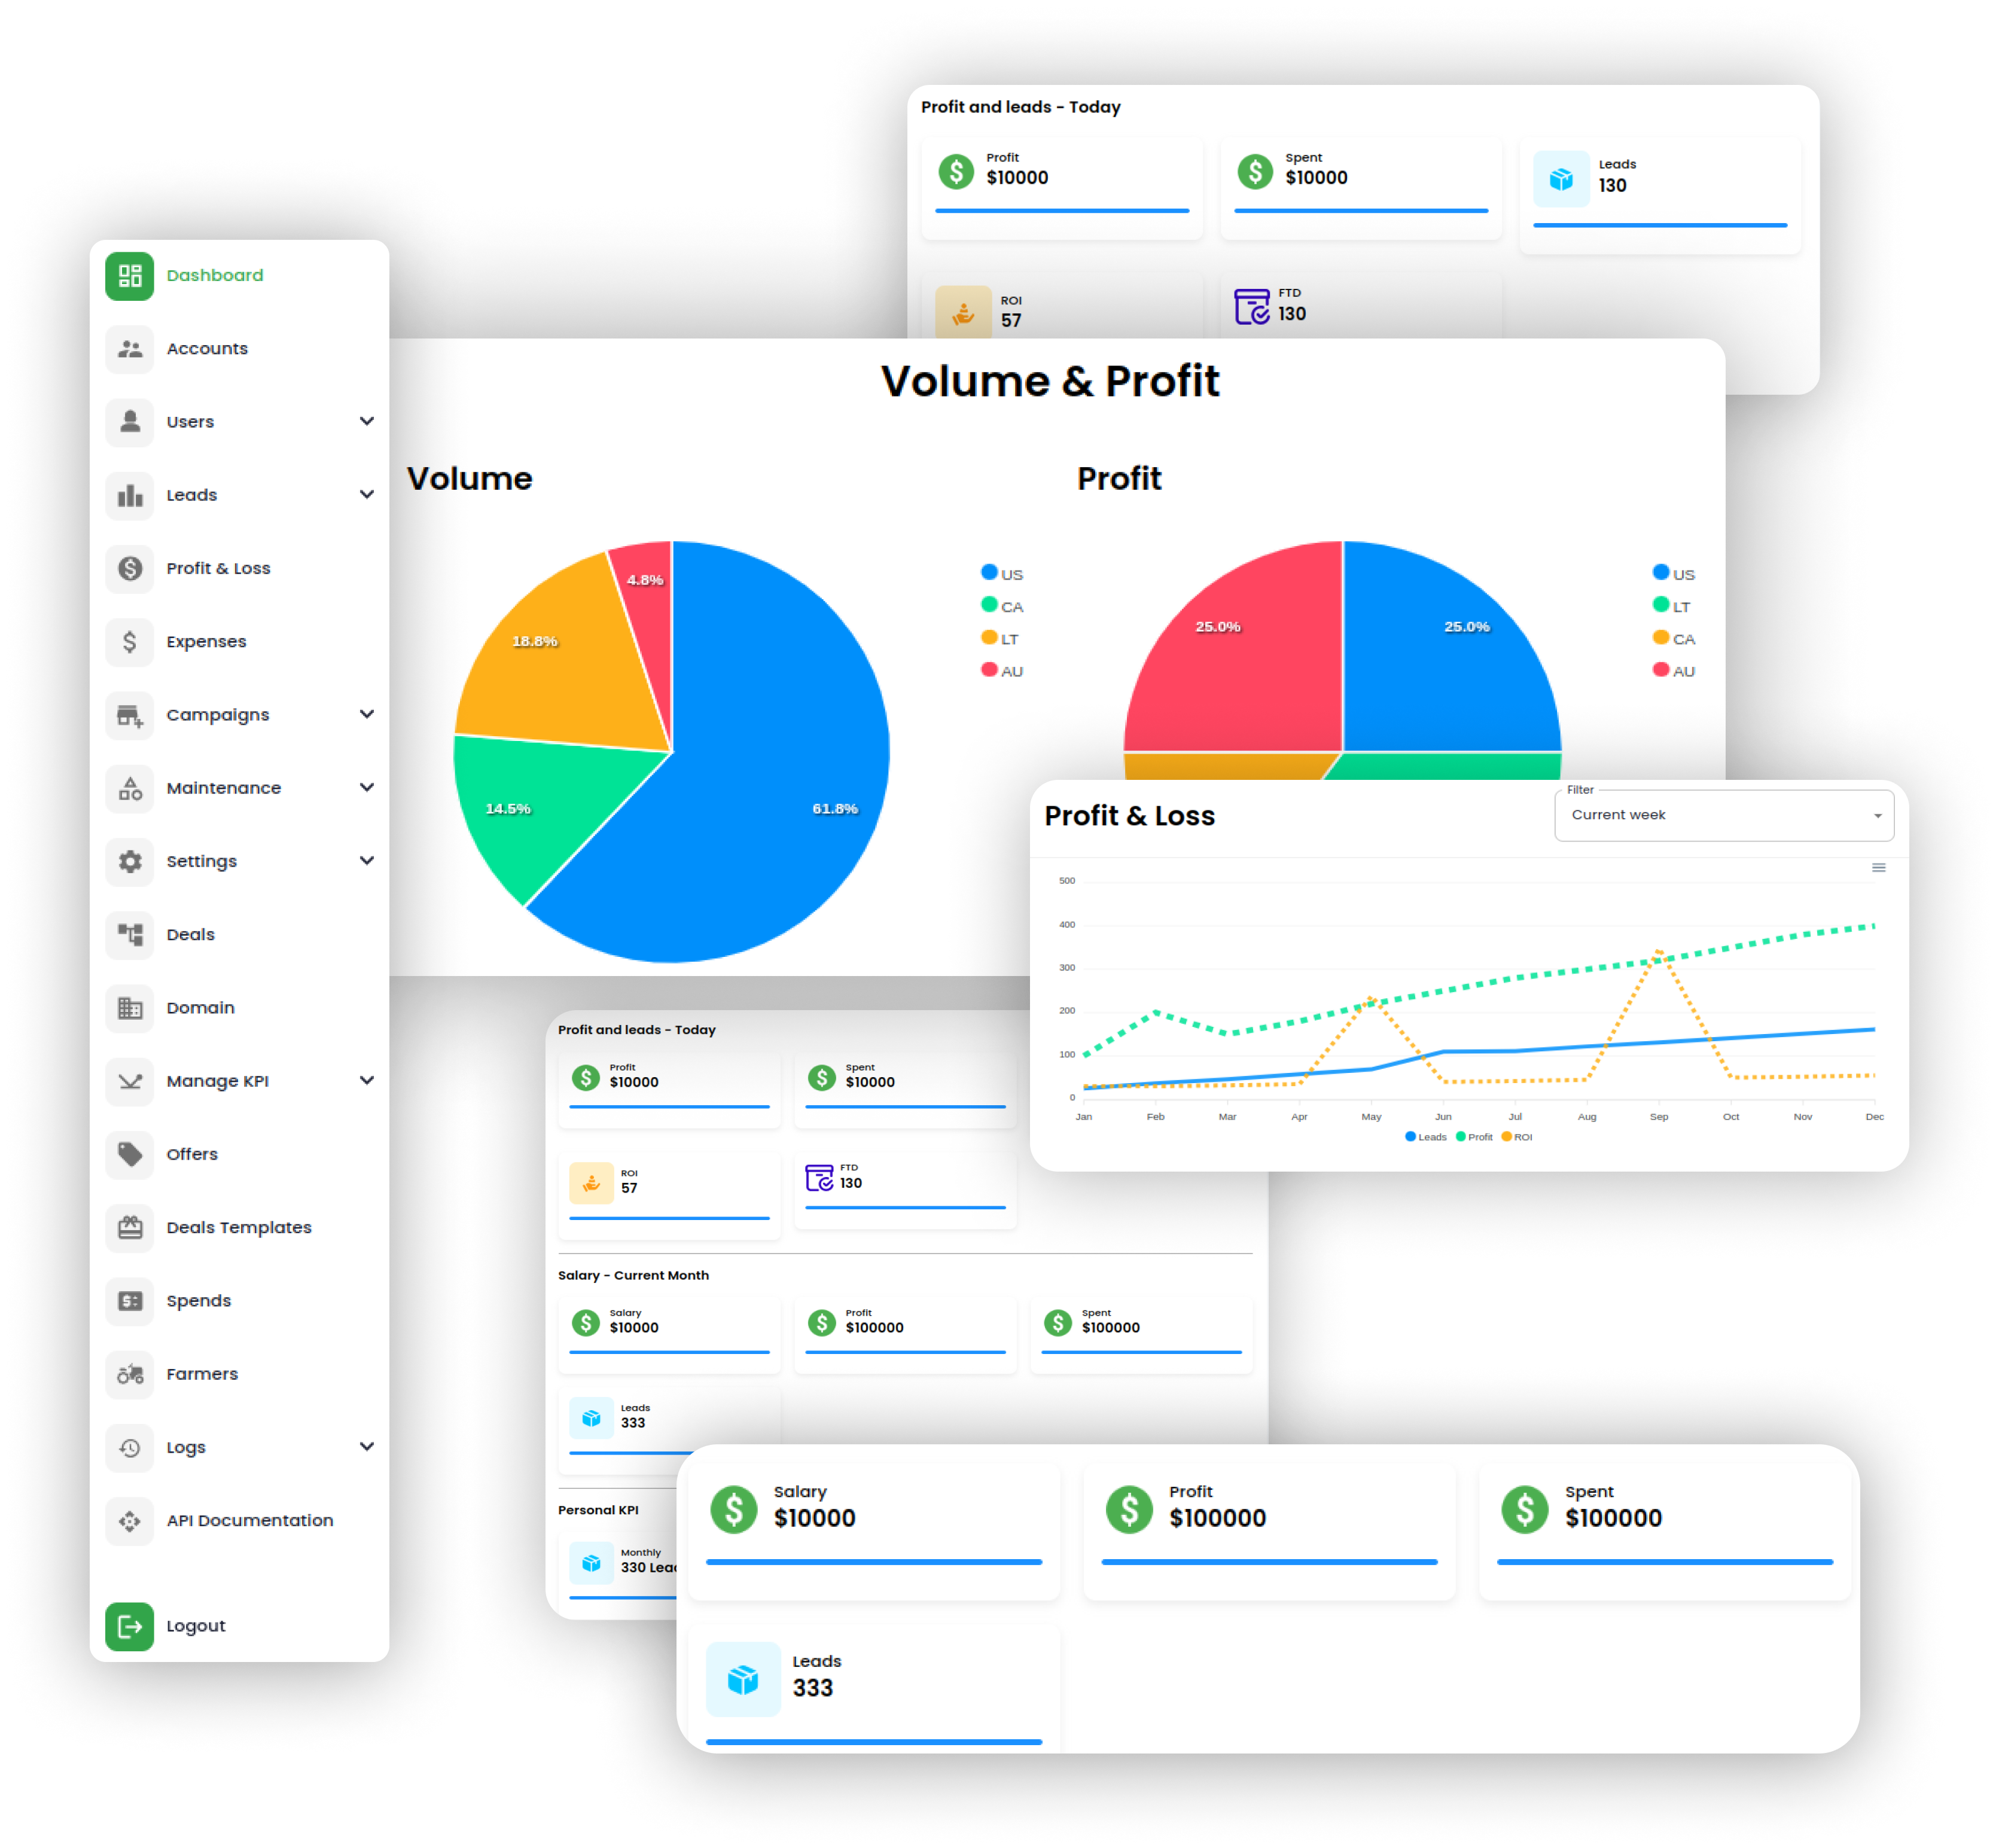 Profit and leads - Today
Profit
$10000
Spent
$10000
Leads
130
ROI
57
FTD
130
Dashboard
Accounts
Users
Leads
Profit & Loss
Expenses
Campaigns
Maintenance
Settings
Deals
Domain
Manage KPI
Offers
Deals Templates
Spends
Farmers
Logs
API Documentation
Logout
Volume & Profit
Volume
4.8%
18.8%
14.5%
61.8%
US
CA
LT
AU
Profit
25.0%
25.0%
US
LT
CA
AU
Profit & Loss
Filter
Current week
500
400
300
200
100
0
Jan Feb Mar Apr May Jun Jul Aug Sep Oct Nov Dec
Leads Profit ROI
Profit and leads - Today
Profit
$10000
Spent
$10000
ROI
57
FTD
130
Salary - Current Month
Salary
$10000
Profit
$100000
Spent
$100000
Leads
333
Personal KPI
Monthly
330
Salary
$10000
Profit
$100000
Spent
$100000
Leads
333